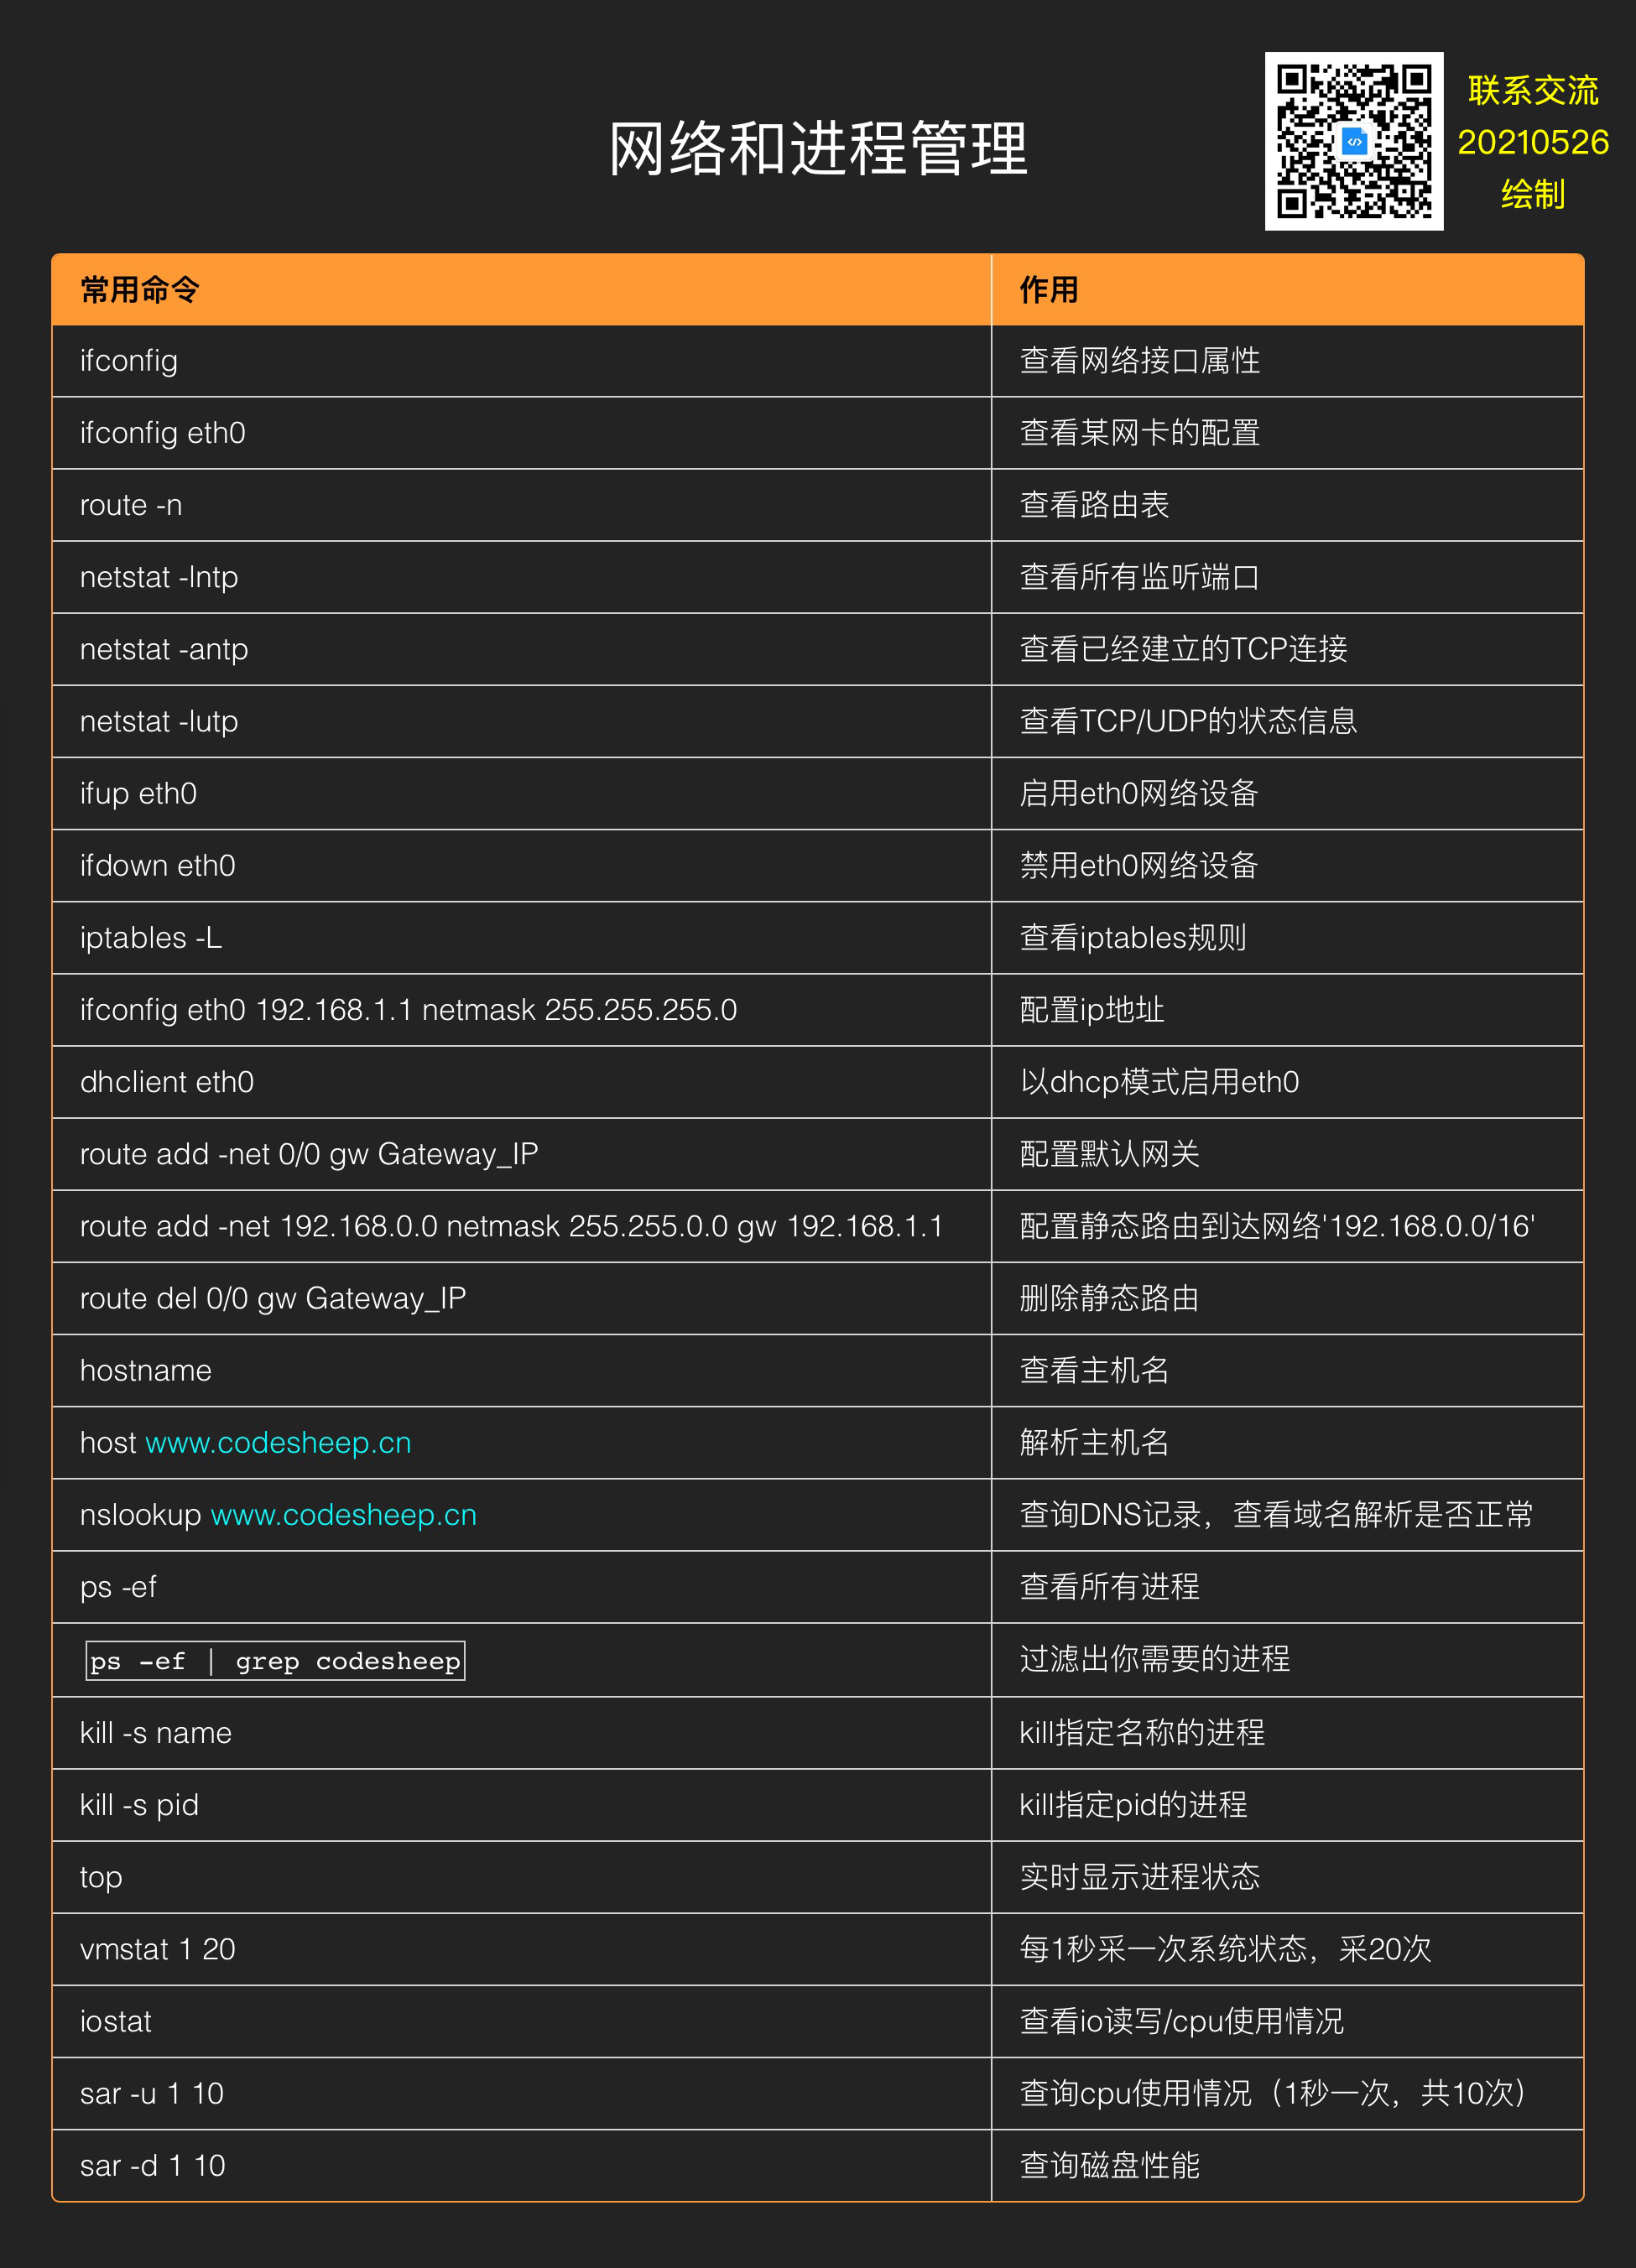 网络和进程管理
联系交流
20210526
绘制
常用命令 作用
ifconfig 查看网络接口属性
ifconfig eth0 查看某网卡的配置
route -n 查看路由表
netstat -lntp 查看所有监听端口
netstat -antp 查看已经建立的TCP连接
netstat -lutp 查看TCP/UDP的状态信息
ifup eth0 启用eth0网络设备
ifdown eth0 禁用eth0网络设备
iptables -L 查看iptables规则
ifconfig eth0 192.168.1.1 netmask 255.255.255.0 配置ip地址
dhclient eth0 以dhcp模式启用eth0
route add -net 0/0 gw Gateway_IP 配置默认网关
route add -net 192.168.0.0 netmask 255.255.0.0 gw 192.168.1.1 配置静态路由到达网络'192.168.0.0/16'
route del 0/0 gw Gateway_IP 删除静态路由
hostname 查看主机名
host www.codesheep.cn 解析主机名
nslookup www.codesheep.cn 查询DNS记录，查看域名解析是否正常
ps -ef 查看所有进程
ps -ef | grep codesheep 过滤出你需要的进程
kill -s name kill指定名称的进程
kill -s pid kill指定pid的进程
top 实时显示进程状态
vmstat 1 20 每1秒采一次系统状态，采20次
iostat 查看io读写/cpu使用情况
sar -u 1 10 查询cpu使用情况（1秒一次，共10次）
sar -d 1 10 查询磁盘性能